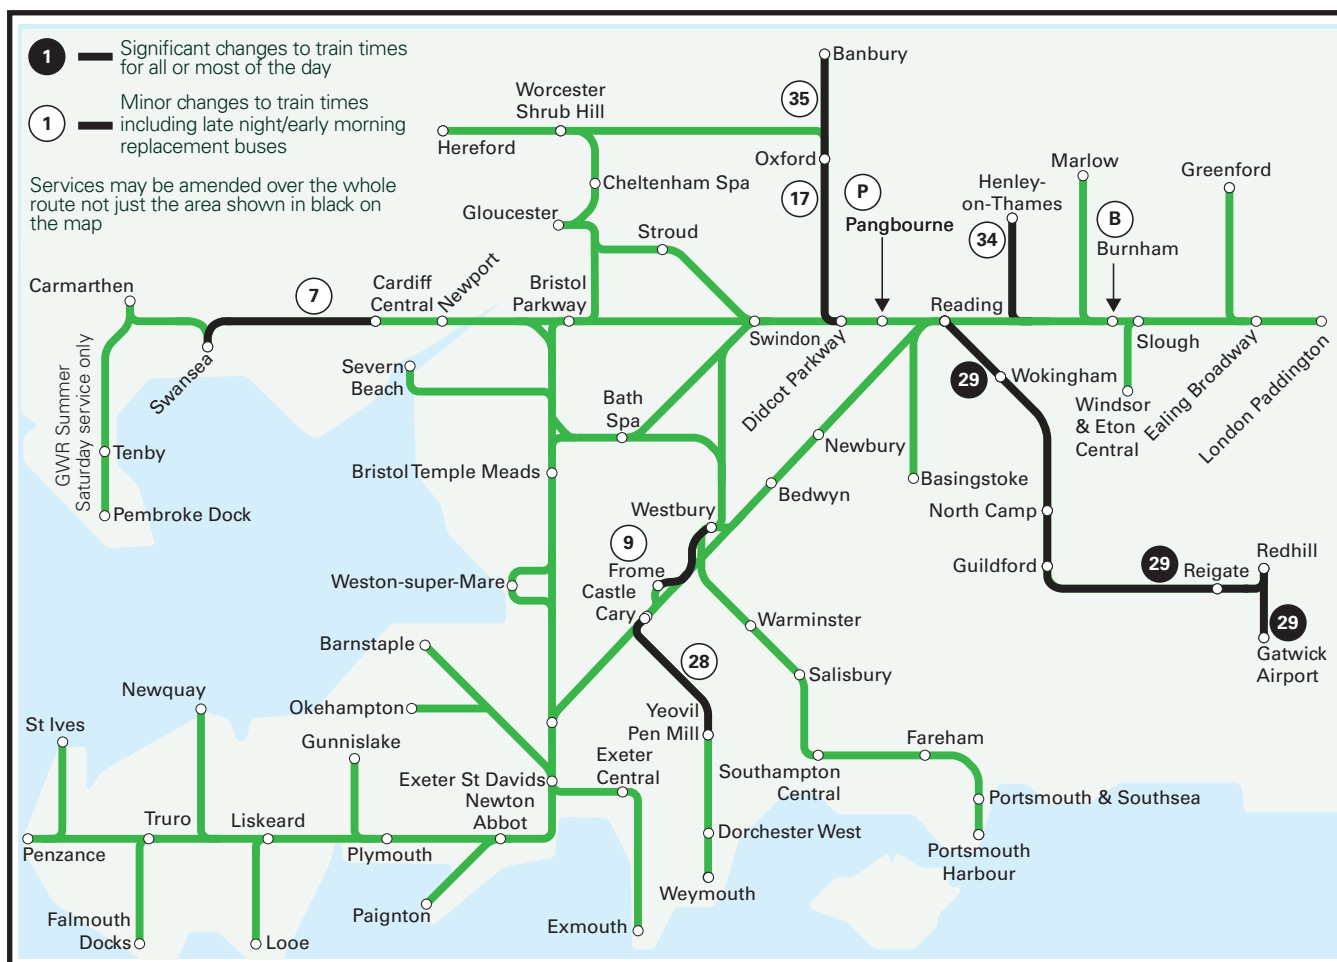 1
Significant changes to train times
for all or most of the day
1
Minor changes to train times
including late night/early morning
replacement buses
Services may be amended over the whole
route not just the area shown in black on
the map
Banbury
35
Worcester
Shrub Hill
Hereford
Oxford
Cheltenham Spa
17
P
Pangbourne
Henley-
on-Thames
34
Marlow
B
Burnham
Greenford
Gloucester
Stroud
Carmarthen
7
Cardiff
Central
Newport
Bristol
Parkway
Swindon
Didcot Parkway
Reading
Slough
Ealing Broadway
London Paddington
Swansea
GWR Summer
Saturday service only
Severn
Beach
Bath
Spa
29
Wokingham
Windsor
& Eton
Central
Tenby
Pembroke Dock
Bristol Temple Meads
Newbury
Bedwyn
Basingstoke
North Camp
Westbury
9
Frome
Castle
Cary
Weston-super-Mare
Guildford
29
Reigate
Redhill
29
Gatwick
Airport
Warminster
Barnstaple
28
Salisbury
Newquay
Okehampton
Yeovil
Pen Mill
St Ives
Gunnislake
Exeter St Davids
Exeter
Central
Southampton
Central
Fareham
Newton
Abbot
Portsmouth & Southsea
Truro
Liskeard
Penzance
Plymouth
Dorchester West
Portsmouth
Harbour
Weymouth
Falmouth
Docks
Looe
Paignton
Exmouth